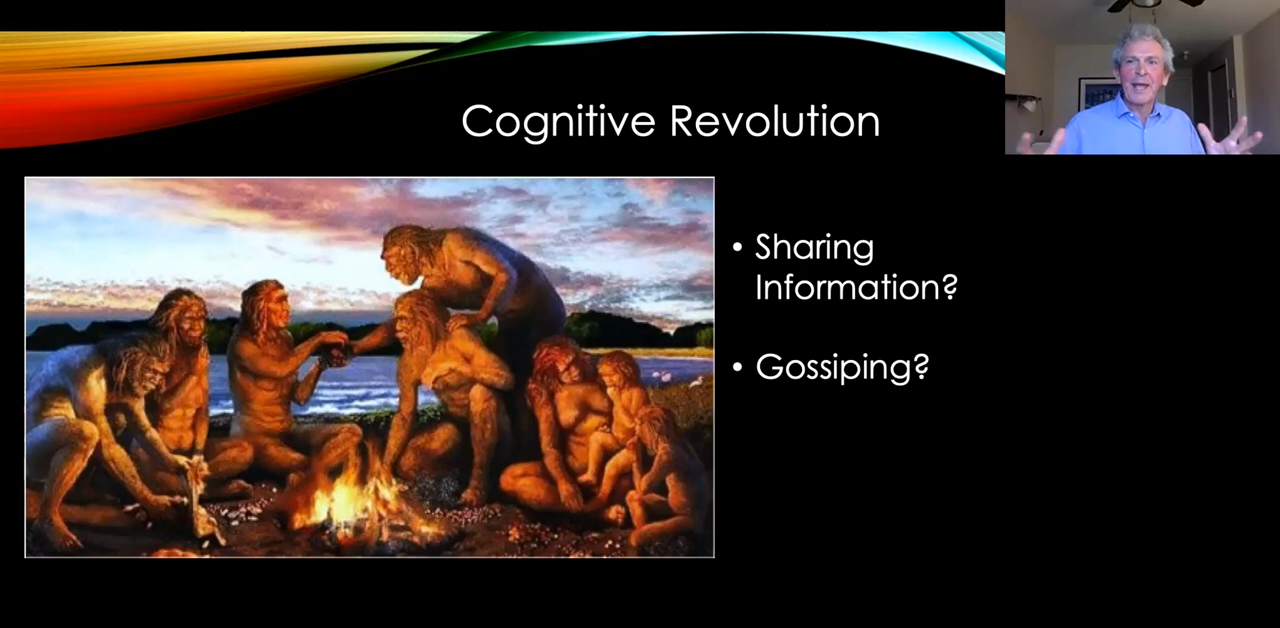 Cognitive Revolution
• Sharing
Information?
• Gossiping?